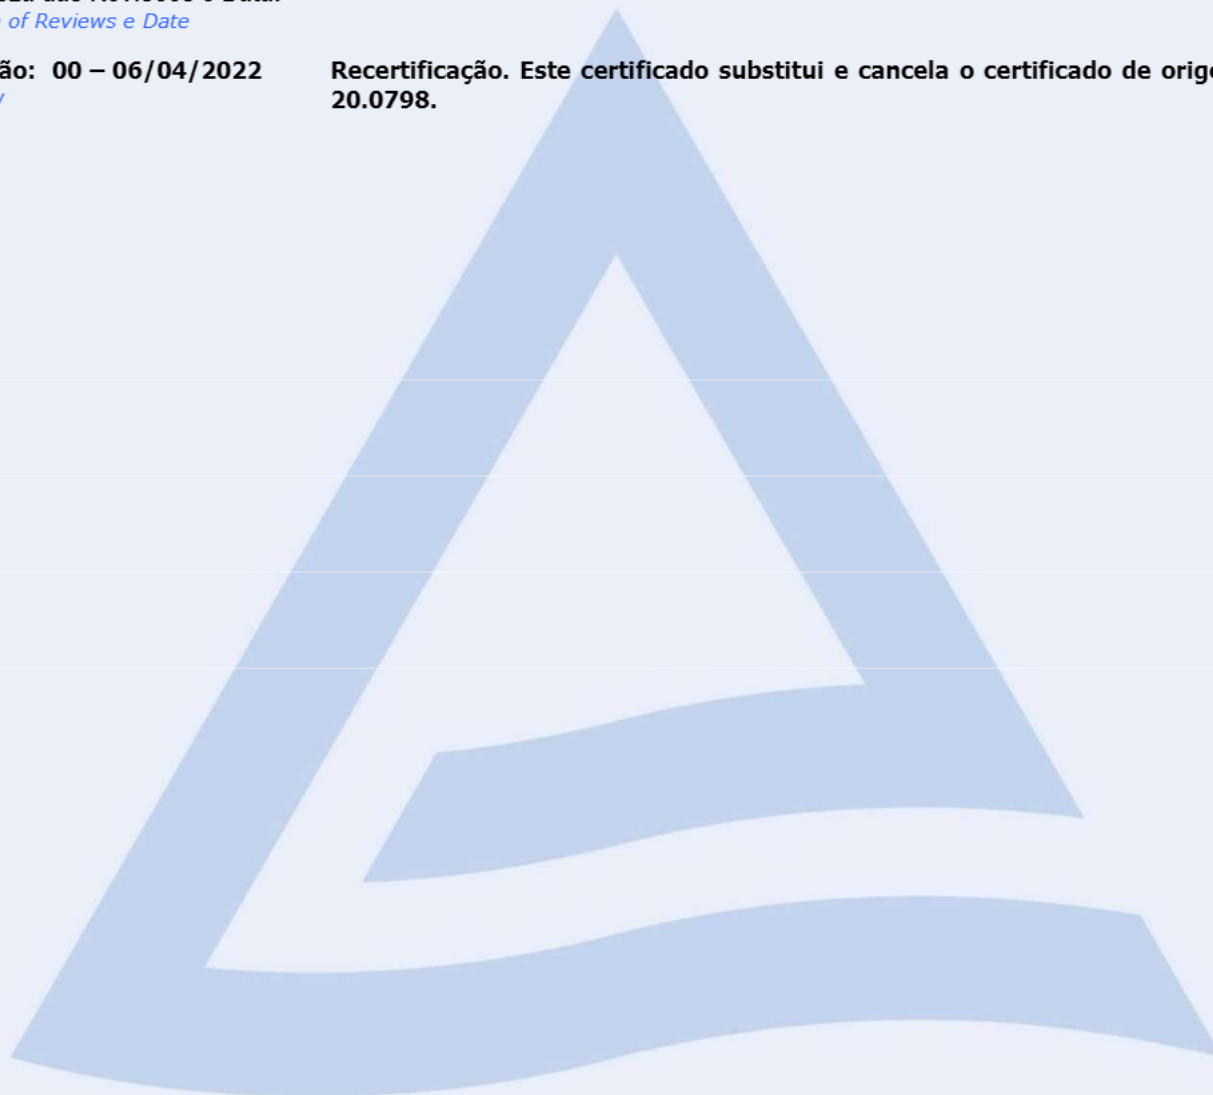 of Reviews e Date
ão: 00 – 06/04/2022 Recertificação. Este certificado substitui e cancela o certificado de orig
20.0798.